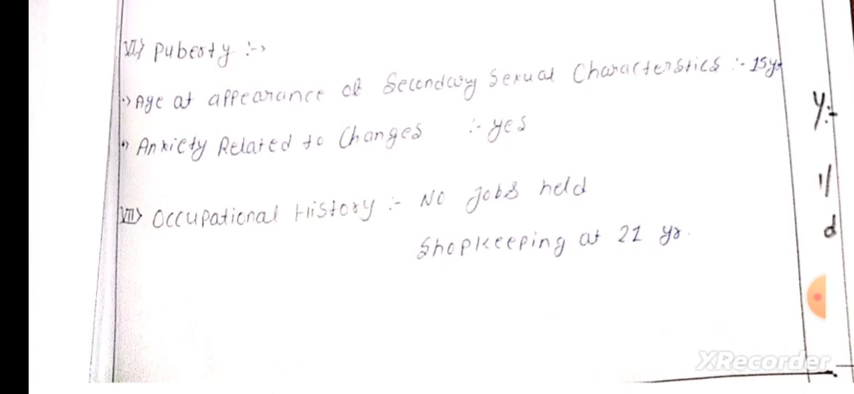 VI) Puberty :->
-> Age at appearance of Secondary Sexual Characterstics :- 15yr
-> Anxiety Related to Changes :- yes
VII) Occupational History :- No jobs held
Shopkeeping at 21 yr.
XRecorder